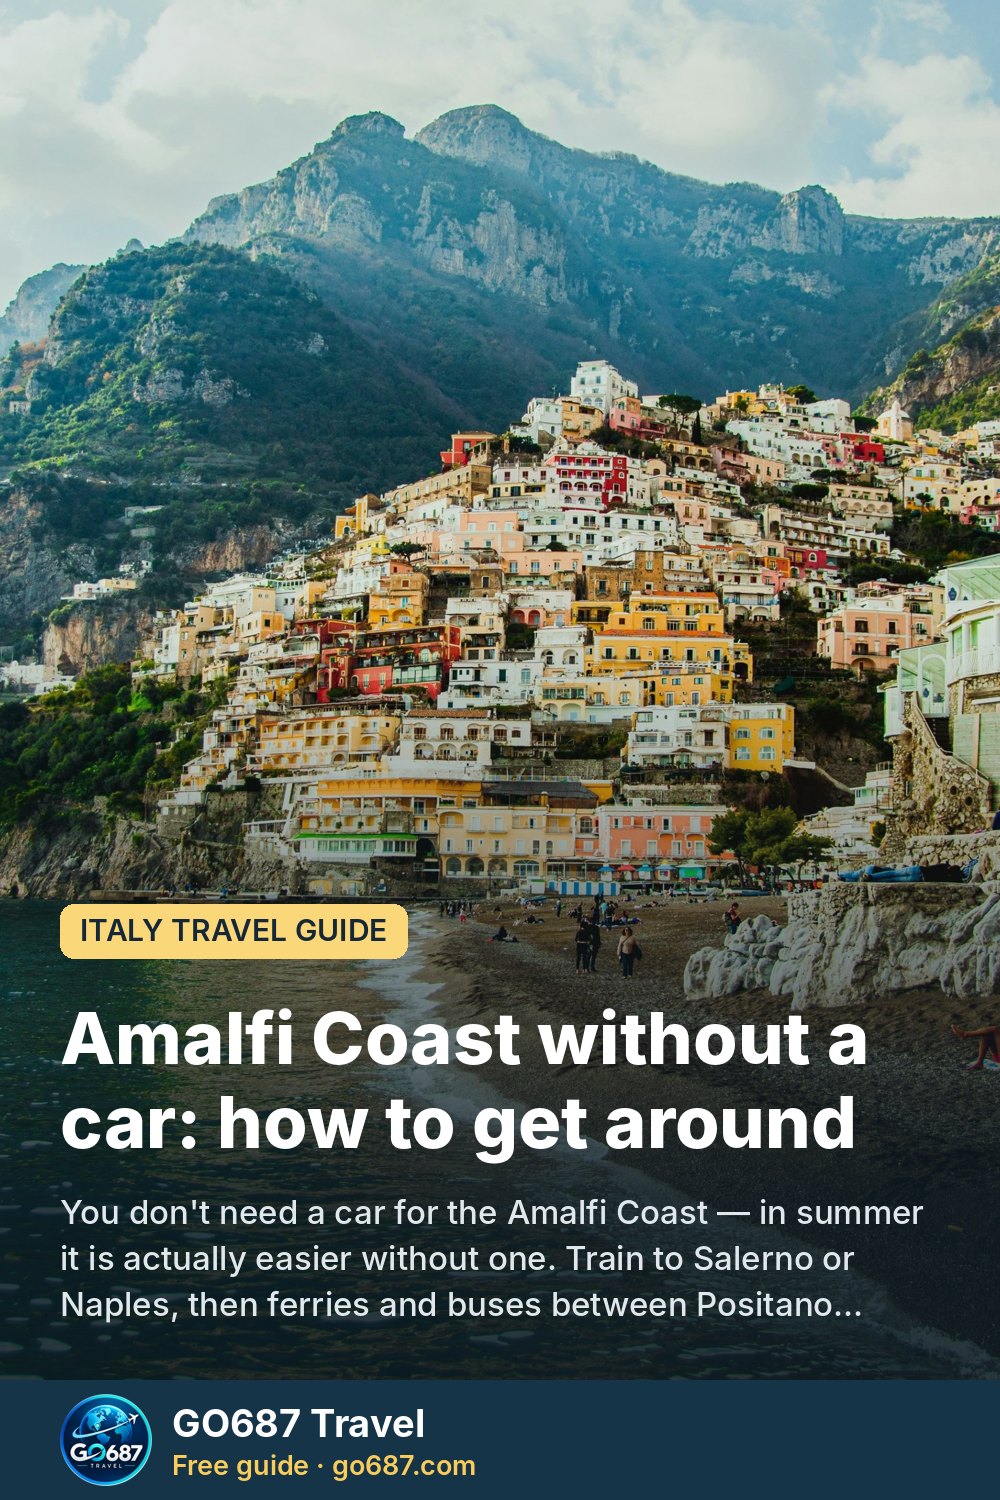 ITALY TRAVEL GUIDE
Amalfi Coast without a
car: how to get around
You don't need a car for the Amalfi Coast — in summer
it is actually easier without one. Train to Salerno or
Naples, then ferries and buses between Positano...
GO687
TRAVEL
GO687 Travel
Free guide · go687.com